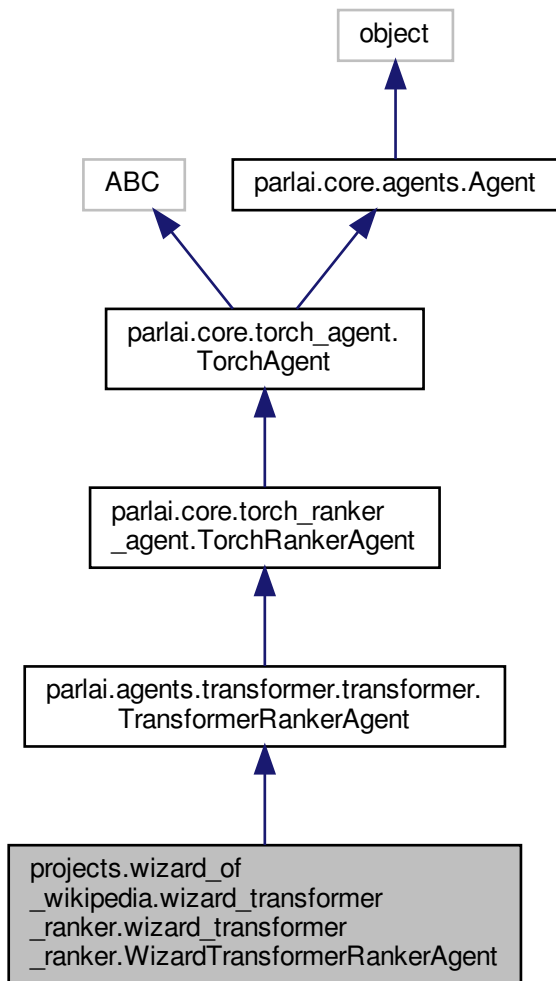 object
ABC
parlai.core.agents.Agent
parlai.core.torch_agent.
TorchAgent
parlai.core.torch_ranker
_agent.TorchRankerAgent
parlai.agents.transformer.transformer.
TransformerRankerAgent
projects.wizard_of
_wikipedia.wizard_transformer
_ranker.wizard_transformer
_ranker.WizardTransformerRankerAgent